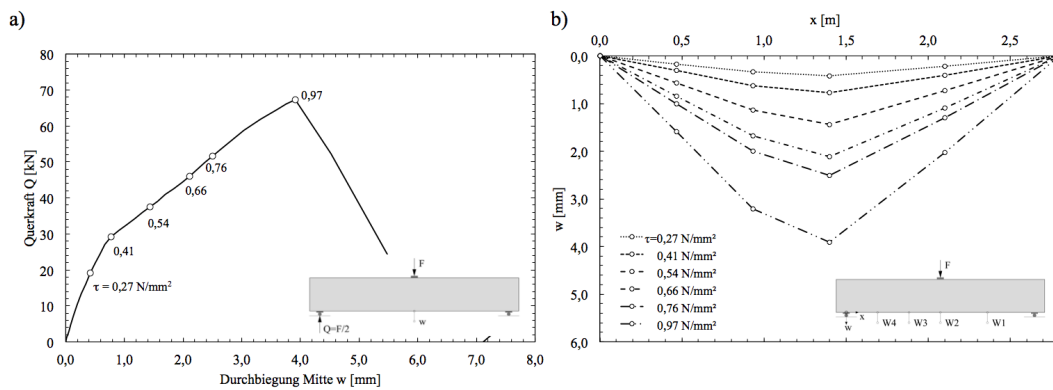 a)
80
70
60
50
40
30
20
10
0
Querkraft Q [kN]
0,97
0,76
0,66
0,54
0,41
τ = 0,27 N/mm²
F
Q=F/2
w
0,0 1,0 2,0 3,0 4,0 5,0 6,0 7,0 8,0
Durchbiegung Mitte w [mm]
b)
x [m]
0,0 0,5 1,0 1,5 2,0 2,5
0,0
1,0
2,0
3,0
4,0
5,0
6,0
w [mm]
τ=0,27 N/mm²
0,41 N/mm²
0,54 N/mm²
0,66 N/mm²
0,76 N/mm²
0,97 N/mm²
F
x
w
W4 W3 W2 W1